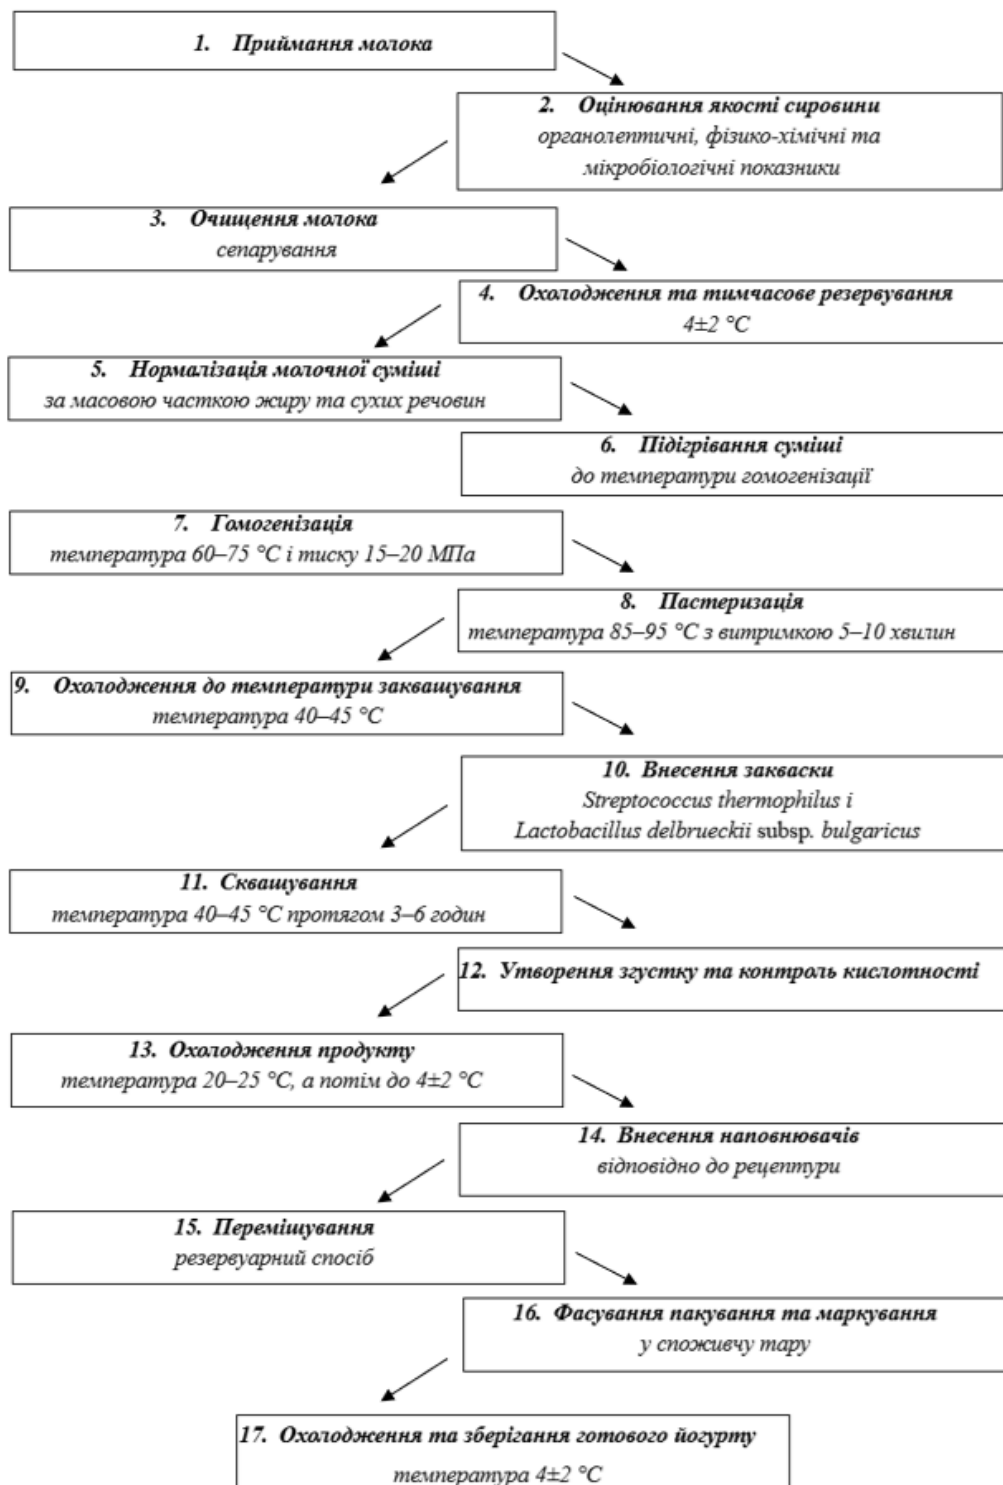 1. Приймання молока
2. Оцінювання якості сировини
органолептичні, фізико-хімічні та
мікробіологічні показники
3. Очищення молока
сепарування
4. Охолодження та тимчасове резервування
4±2 °C
5. Нормалізація молочної суміші
за масовою часткою жиру та сухих речовин
6. Підігрівання суміші
до температури гомогенізації
7. Гомогенізація
температура 60–75 °C і тиску 15–20 МПа
8. Пастеризація
температура 85–95 °C з витримкою 5–10 хвилин
9. Охолодження до температури заквашування
температура 40–45 °C
10. Внесення закваски
Streptococcus thermophilus і
Lactobacillus delbrueckii subsp. bulgaricus
11. Сквашування
температура 40–45 °C протягом 3–6 годин
12. Утворення згустку та контроль кислотності
13. Охолодження продукту
температура 20–25 °C, а потім до 4±2 °C
14. Внесення наповнювачів
відповідно до рецептури
15. Перемішування
резервуарний спосіб
16. Фасування пакування та маркування
у споживчу тару
17. Охолодження та зберігання готового йогурту
температура 4±2 °C